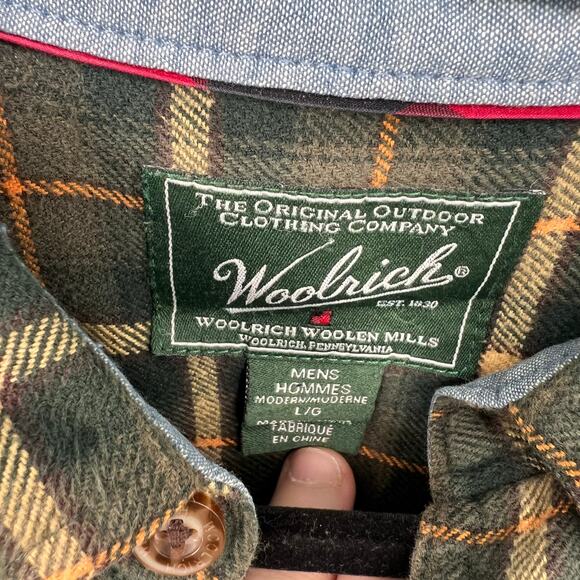 THE ORIGINAL OUTDOOR
CLOTHING COMPANY
Woolrich®
EST. 1830
WOOLRICH WOOLEN MILLS
WOOLRICH, PENNSYLVANIA
MENS
HOMMES
MODERN/MODERNE
L/G
FABRIQUÉ
EN CHINE